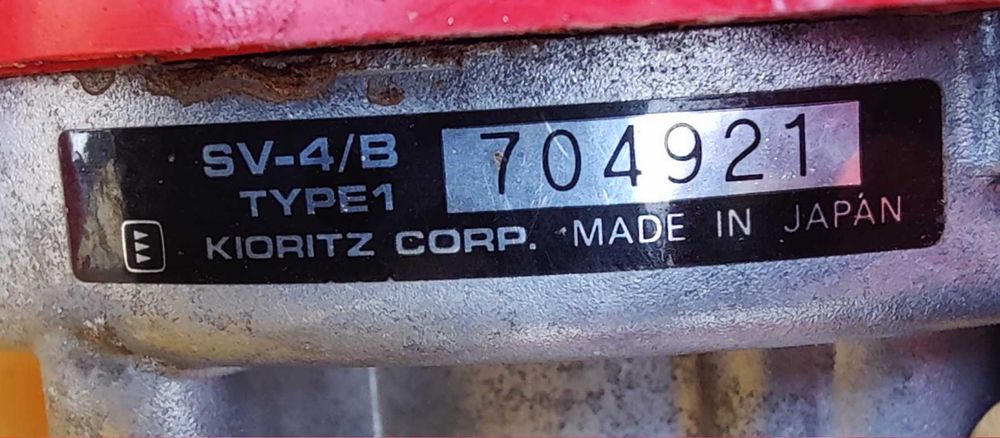 SV-4/B 704921
TYPE1
KIORITZ CORP. MADE IN JAPAN